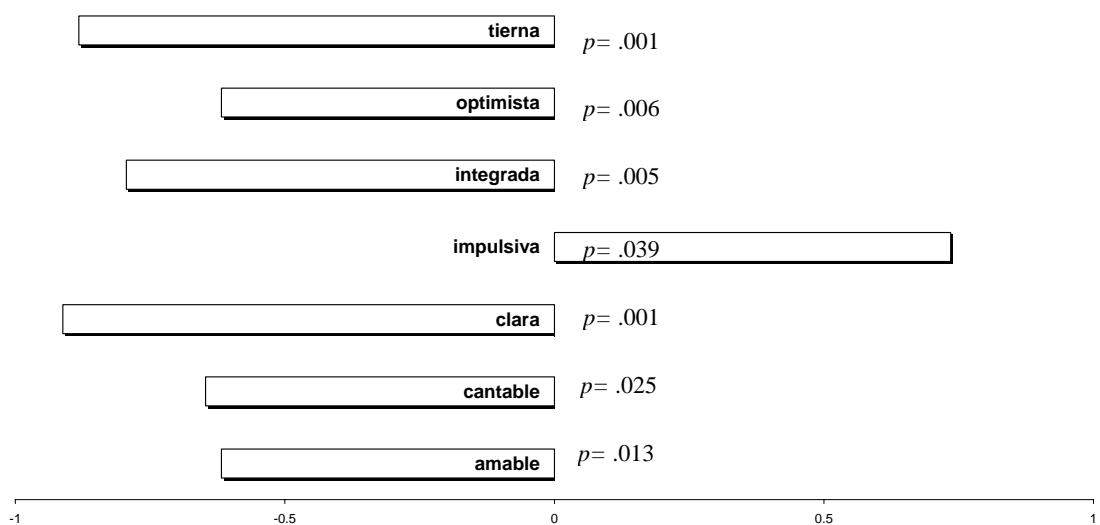 tierna p= .001
optimista p= .006
integrada p= .005
impulsiva p= .039
clara p= .001
cantable p= .025
amable p= .013
-1 -0.5 0 0.5 1